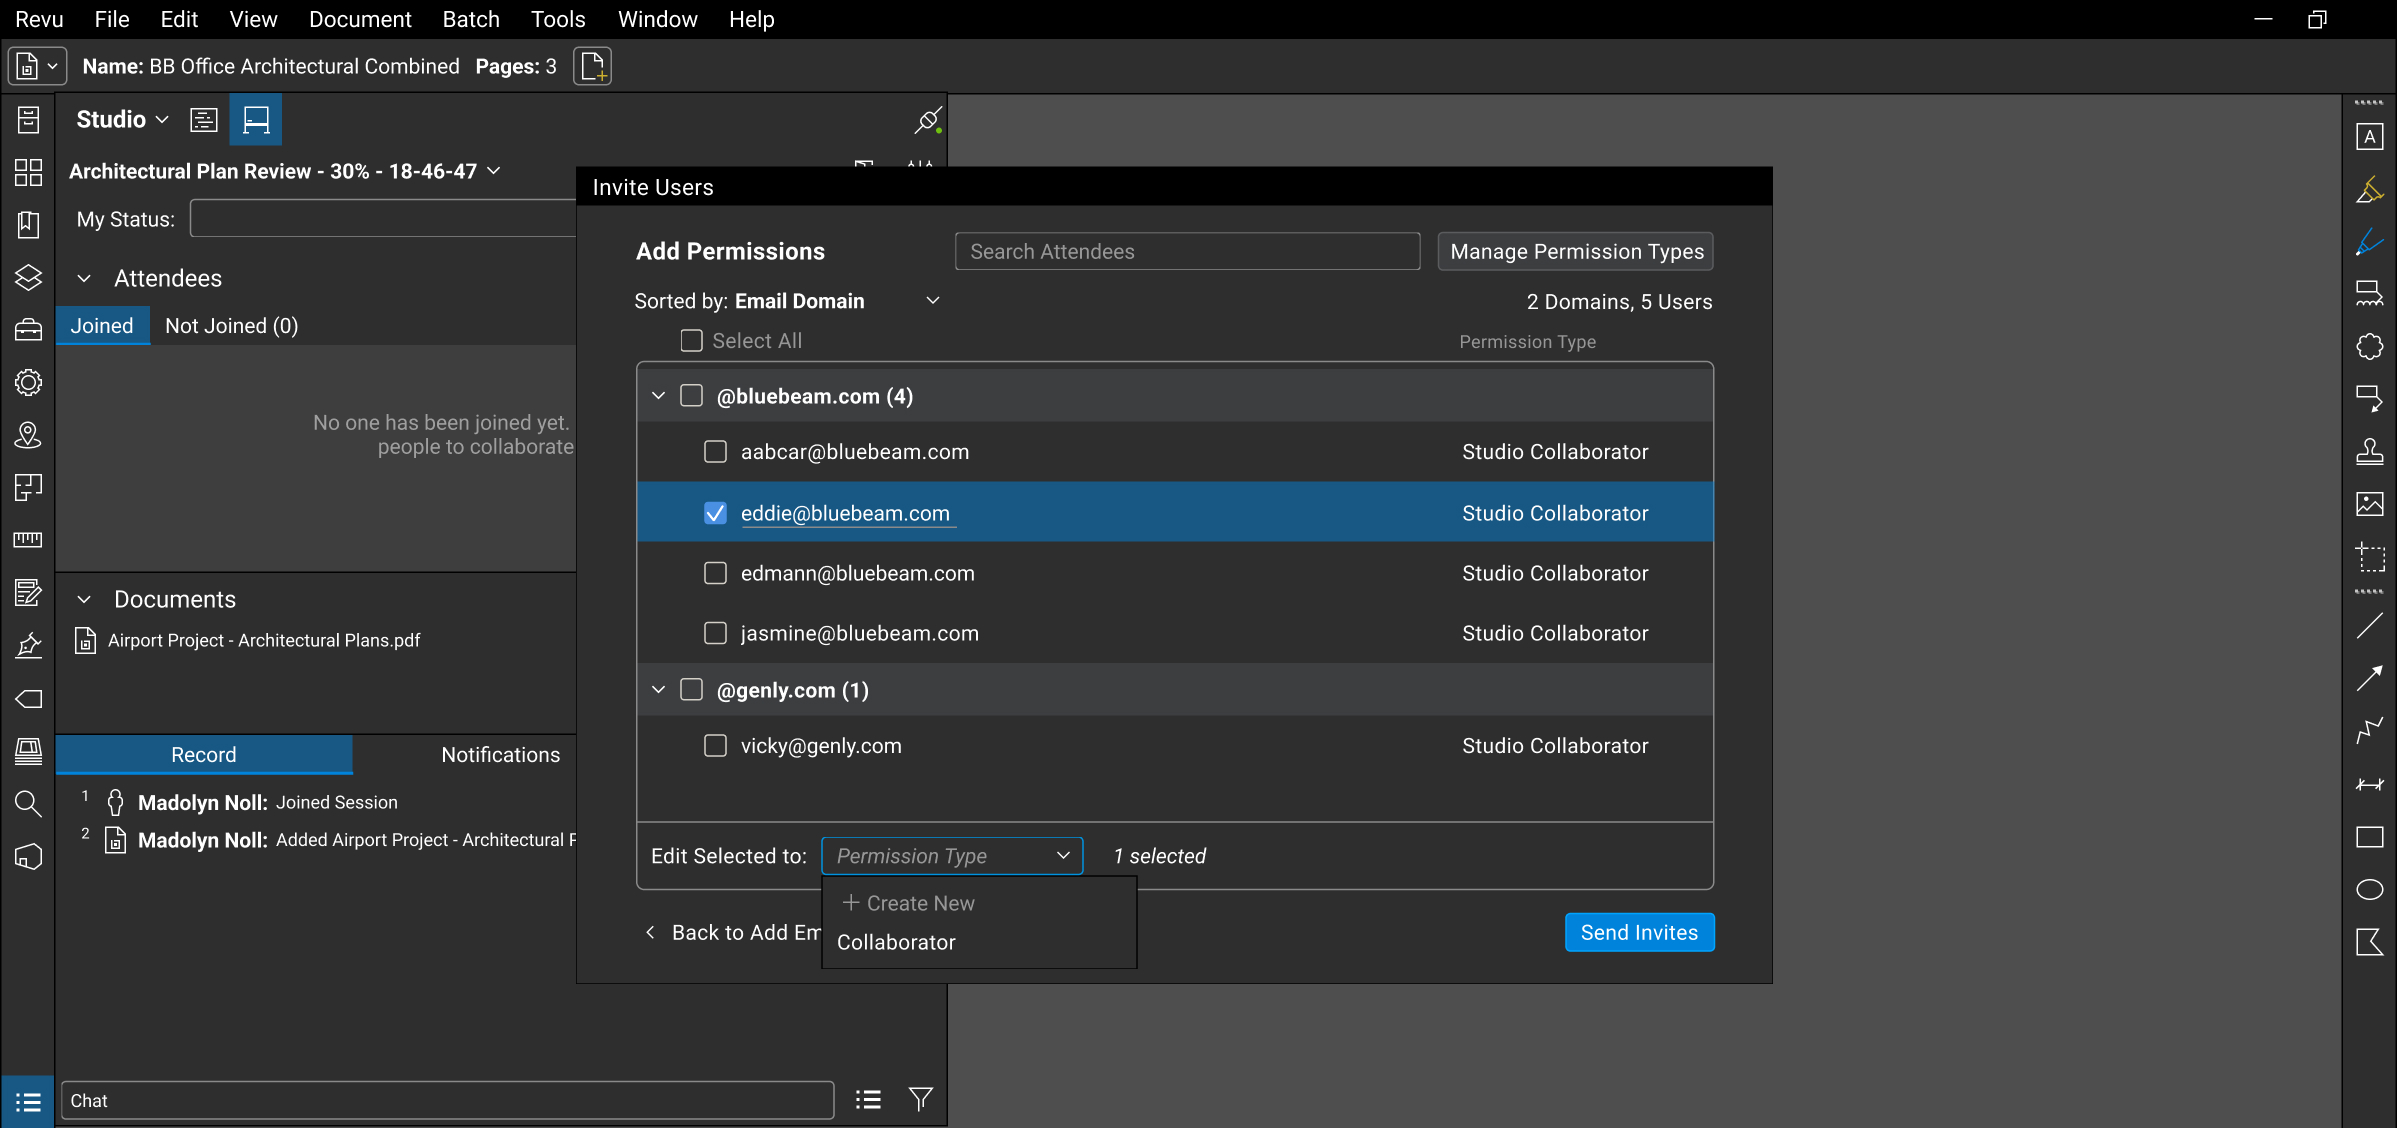 Revu File Edit View Document Batch Tools Window Help
Name: BB Office Architectural Combined Pages: 3
Studio
Architectural Plan Review - 30% - 18-46-47
My Status:
Attendees
Joined Not Joined (0)
No one has been joined yet.
people to collaborate
Documents
Airport Project - Architectural Plans.pdf
Record Notifications
1 Madolyn Noll: Joined Session
2 Madolyn Noll: Added Airport Project - Architectural
Chat
Invite Users
Add Permissions Search Attendees Manage Permission Types
Sorted by: Email Domain 2 Domains, 5 Users
Select All Permission Type
@bluebeam.com (4)
aabcar@bluebeam.com Studio Collaborator
eddie@bluebeam.com Studio Collaborator
edmann@bluebeam.com Studio Collaborator
jasmine@bluebeam.com Studio Collaborator
@genly.com (1)
vicky@genly.com Studio Collaborator
Edit Selected to: Permission Type 1 selected
+ Create New
Back to Add Em Collaborator Send Invites
A